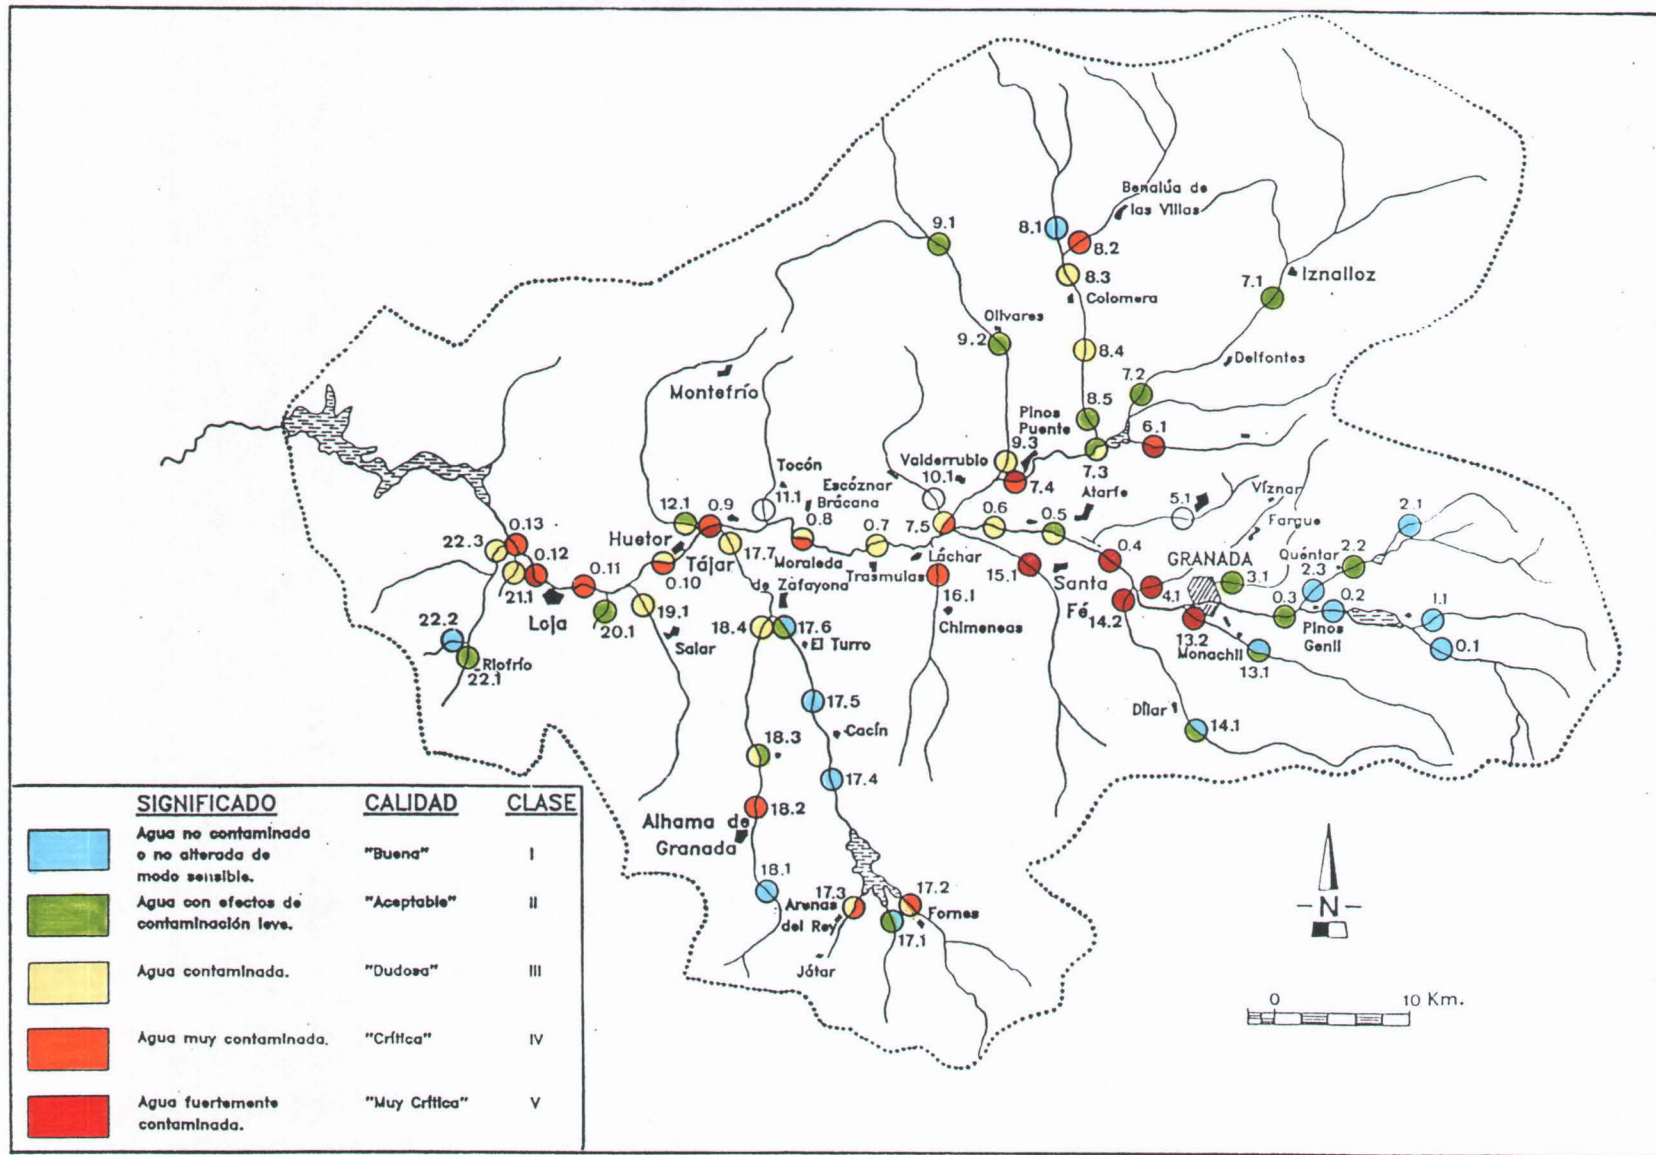 Benalúa de
las Villas
9.1
8.1
8.2
8.3
Colomera
7.1
Iznalloz
Olivares
9.2
8.4
Delfontes
7.2
Montefrío
8.5
Pinos
Puente
6.1
9.3
7.3
7.4
Tocón
Valderrubio
10.1
Escóznar
Brácana
11.1
Atarfe
5.1
Víznar
2.1
12.1
0.9
0.8
0.7
7.5
0.6
0.5
Fargue
0.13
22.3
Huetor
Tájar
17.7
Moraleda
de Zafayona
Trasmulas
Láchar
0.4
GRANADA
Quéntar
2.2
0.12
0.11
0.10
15.1
Santa
Fé
2.3
3.1
4.1
0.3
0.2
1.1
21.1
Loja
20.1
19.1
16.1
Chimeneas
14.2
13.2
Pinos
Genil
22.2
Salar
18.4
17.6
El Turro
Monachil
13.1
0.1
Riofrío
22.1
17.5
Dílar
14.1
18.3
Cacín
17.4
18.2
Alhama de
Granada
18.1
17.3
17.2
Arenas
del Rey
Fornes
17.1
Játar
N
0
10 Km.
SIGNIFICADO CALIDAD CLASE
Agua no contaminada
o no alterada de
modo sensible.
"Buena" I
Agua con efectos de
contaminación leve.
"Aceptable" II
Agua contaminada. "Dudosa" III
Agua muy contaminada. "Crítica" IV
Agua fuertemente
contaminada.
"Muy Crítica" V